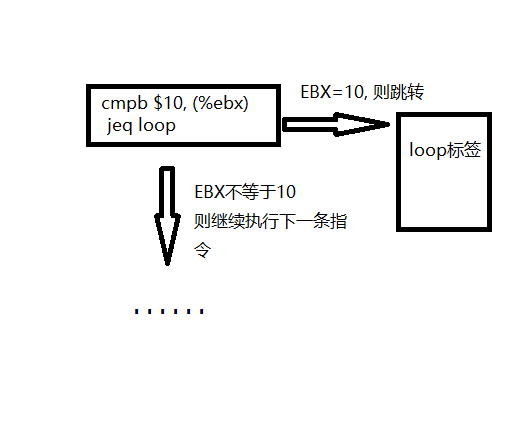 cmpb $10, (%ebx)
jeq loop
EBX=10, 则跳转
loop标签
EBX不等于10
则继续执行下一条指
令
......